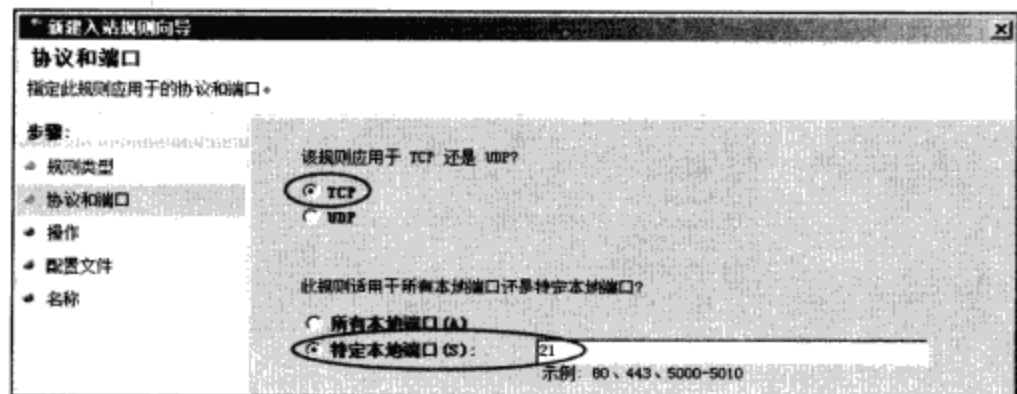 新建入站规则向导
协议和端口
指定此规则应用于的协议和端口。
步骤:
规则类型
协议和端口
操作
配置文件
名称
该规则应用于 TCP 还是 UDP?
TCP
UDP
此规则适用于所有本地端口还是特定本地端口?
所有本地端口(A)
特定本地端口(S): 21
示例: 80、443、5000-5010